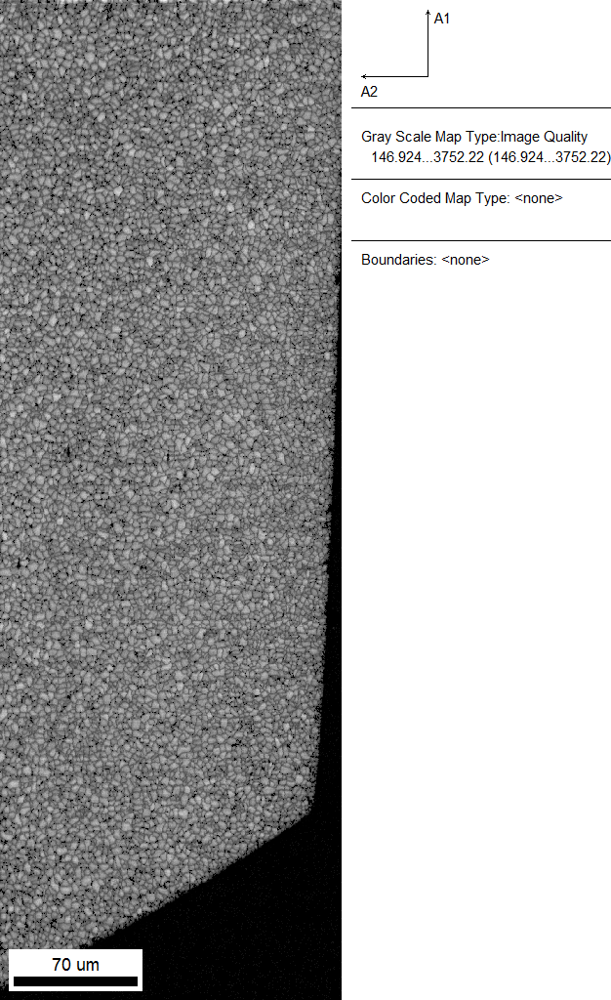 A1
A2
Gray Scale Map Type:Image Quality
146.924...3752.22 (146.924...3752.22)
Color Coded Map Type: <none>
Boundaries: <none>
70 um